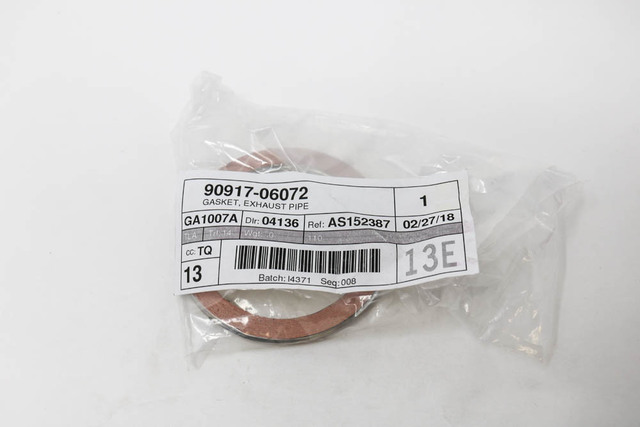 90917-06072
GASKET, EXHAUST PIPE
1
GA1007A Dlr: 04136 Ref: AS152387 02/27/18
cc: TQ
13
13E
Batch: I4371 Seq: 008